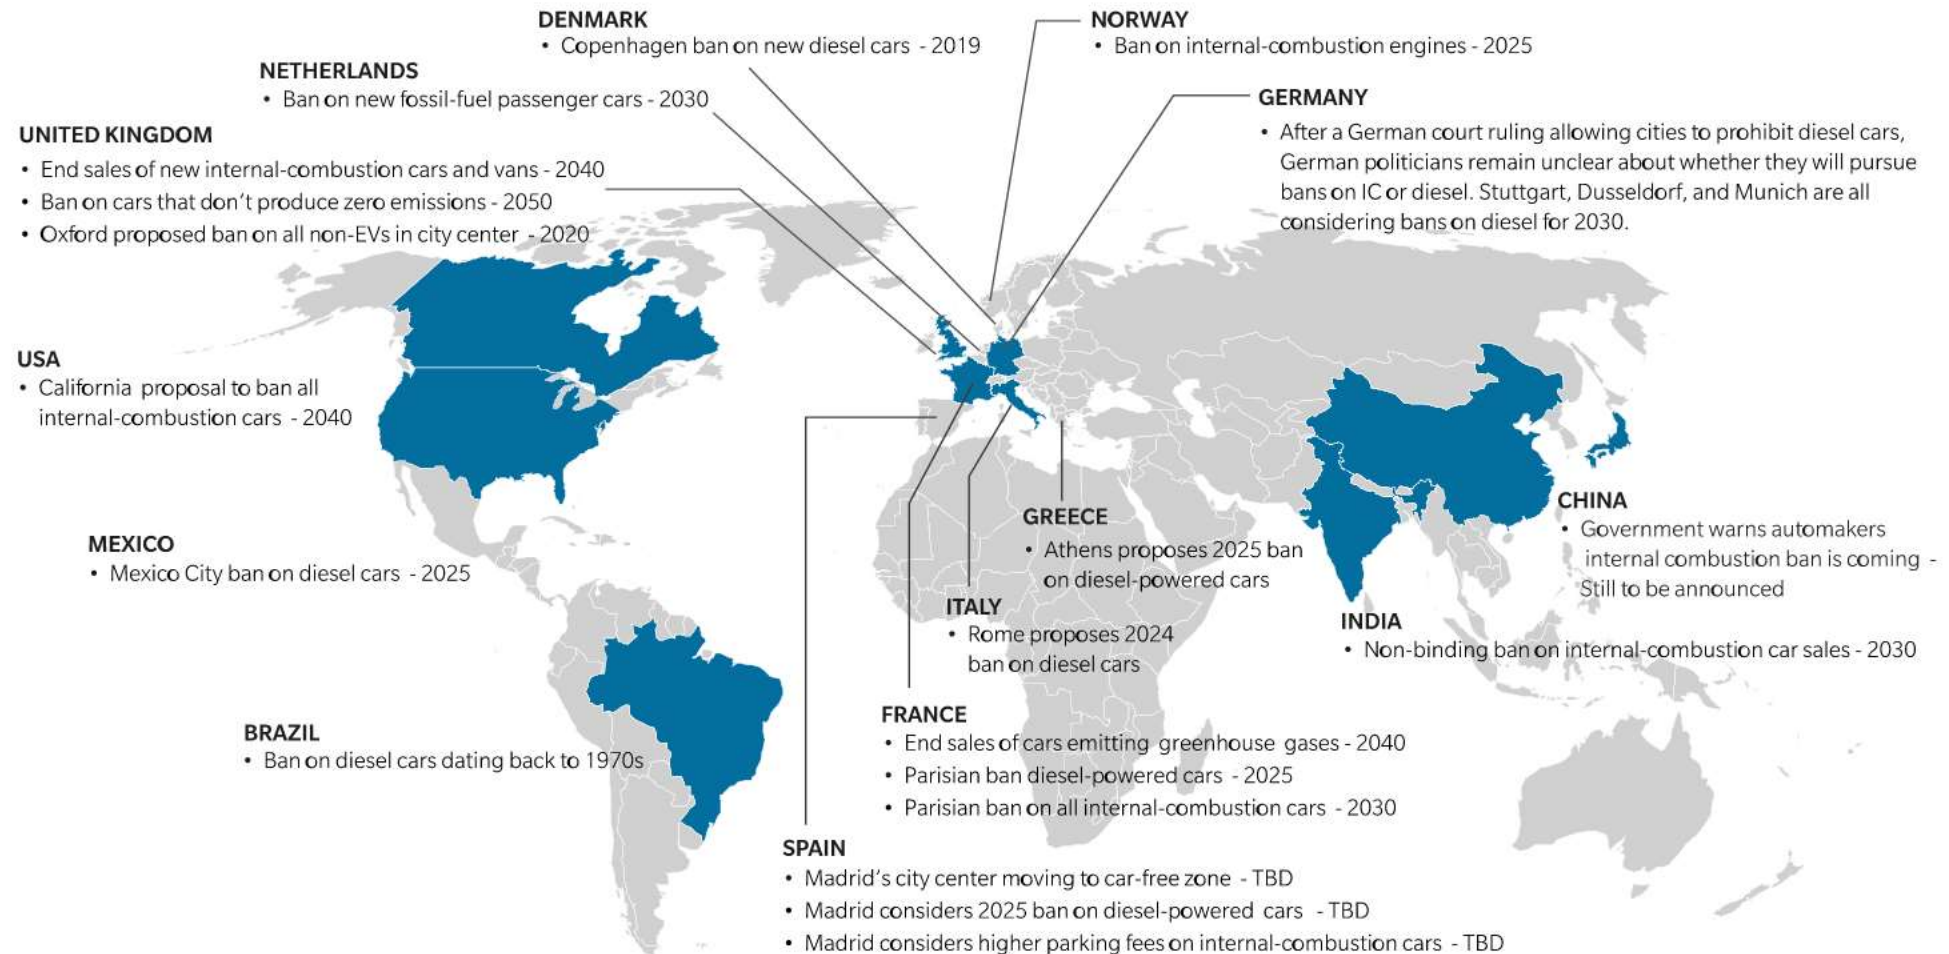 DENMARK
• Copenhagen ban on new diesel cars - 2019
NORWAY
• Ban on internal-combustion engines - 2025
NETHERLANDS
• Ban on new fossil-fuel passenger cars - 2030
GERMANY
• After a German court ruling allowing cities to prohibit diesel cars,
German politicians remain unclear about whether they will pursue
bans on IC or diesel. Stuttgart, Dusseldorf, and Munich are all
considering bans on diesel for 2030.
UNITED KINGDOM
• End sales of new internal-combustion cars and vans - 2040
• Ban on cars that don't produce zero emissions - 2050
• Oxford proposed ban on all non-EVs in city center - 2020
USA
• California proposal to ban all
internal-combustion cars - 2040
MEXICO
• Mexico City ban on diesel cars - 2025
BRAZIL
• Ban on diesel cars dating back to 1970s
GREECE
• Athens proposes 2025 ban
on diesel-powered cars
ITALY
• Rome proposes 2024
ban on diesel cars
CHINA
• Government warns automakers
internal combustion ban is coming -
Still to be announced
INDIA
• Non-binding ban on internal-combustion car sales - 2030
FRANCE
• End sales of cars emitting greenhouse gases - 2040
• Parisian ban diesel-powered cars - 2025
• Parisian ban on all internal-combustion cars - 2030
SPAIN
• Madrid's city center moving to car-free zone - TBD
• Madrid considers 2025 ban on diesel-powered cars - TBD
• Madrid considers higher parking fees on internal-combustion cars - TBD